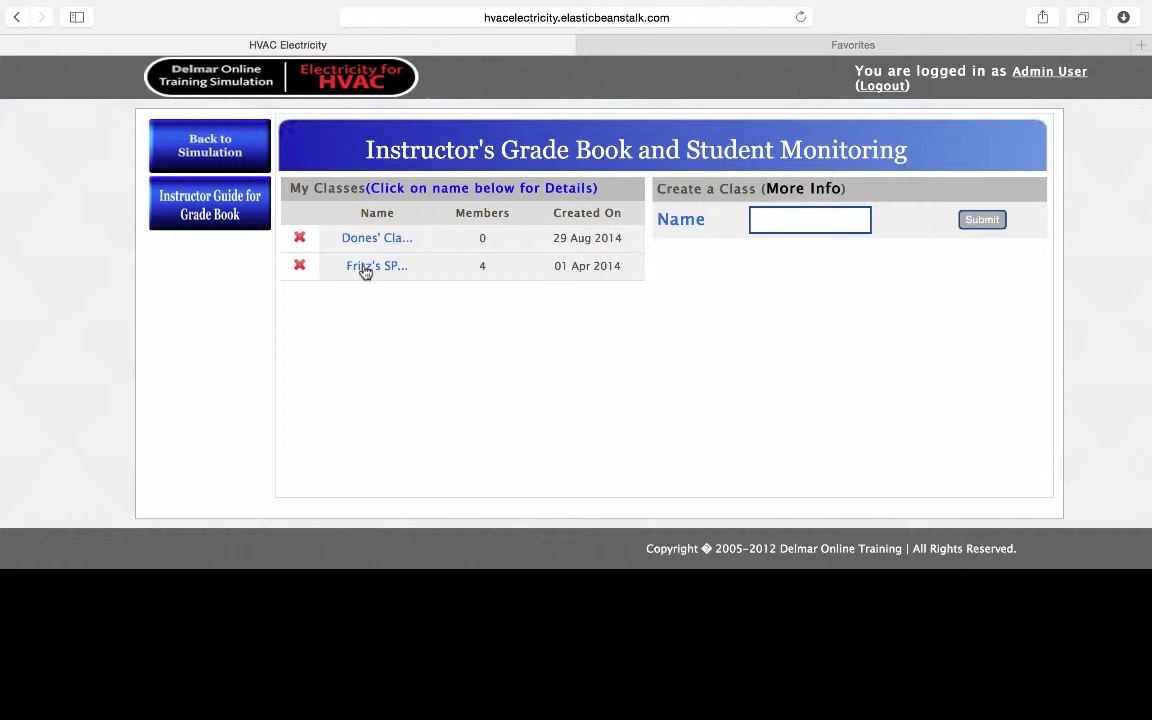 hvacelectricity.elasticbeanstalk.com
HVAC Electricity
Favorites
Delmar Online
Training Simulation
Electricity for
HVAC
You are logged in as Admin User
(Logout)
Back to
Simulation
Instructor Guide for
Grade Book
Instructor's Grade Book and Student Monitoring
My Classes(Click on name below for Details)
Name Members Created On
Dones' Cla... 0 29 Aug 2014
Fritz's SP... 4 01 Apr 2014
Create a Class (More Info)
Name
Submit
Copyright � 2005-2012 Delmar Online Training | All Rights Reserved.